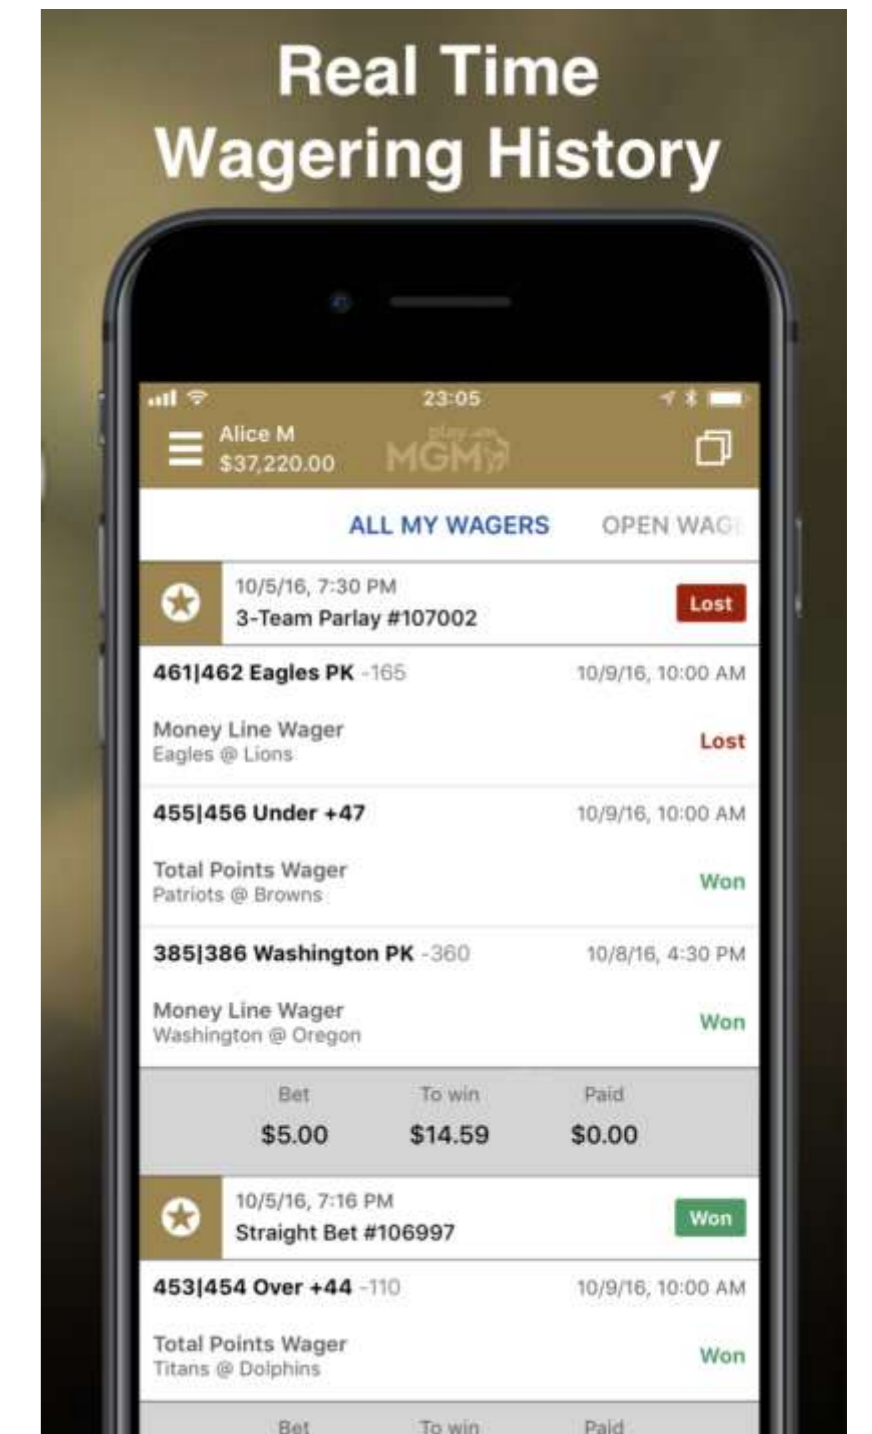 Real Time
Wagering History
23:05
Alice M
$37,220.00
play
MGM
ALL MY WAGERS OPEN WAG
10/5/16, 7:30 PM
3-Team Parlay #107002
Lost
461|462 Eagles PK -165 10/9/16, 10:00 AM
Money Line Wager
Eagles @ Lions
Lost
455|456 Under +47 10/9/16, 10:00 AM
Total Points Wager
Patriots @ Browns
Won
385|386 Washington PK -360 10/8/16, 4:30 PM
Money Line Wager
Washington @ Oregon
Won
Bet To win Paid
$5.00 $14.59 $0.00
10/5/16, 7:16 PM
Straight Bet #106997
Won
453|454 Over +44 -110 10/9/16, 10:00 AM
Total Points Wager
Titans @ Dolphins
Won
Bet To win Paid